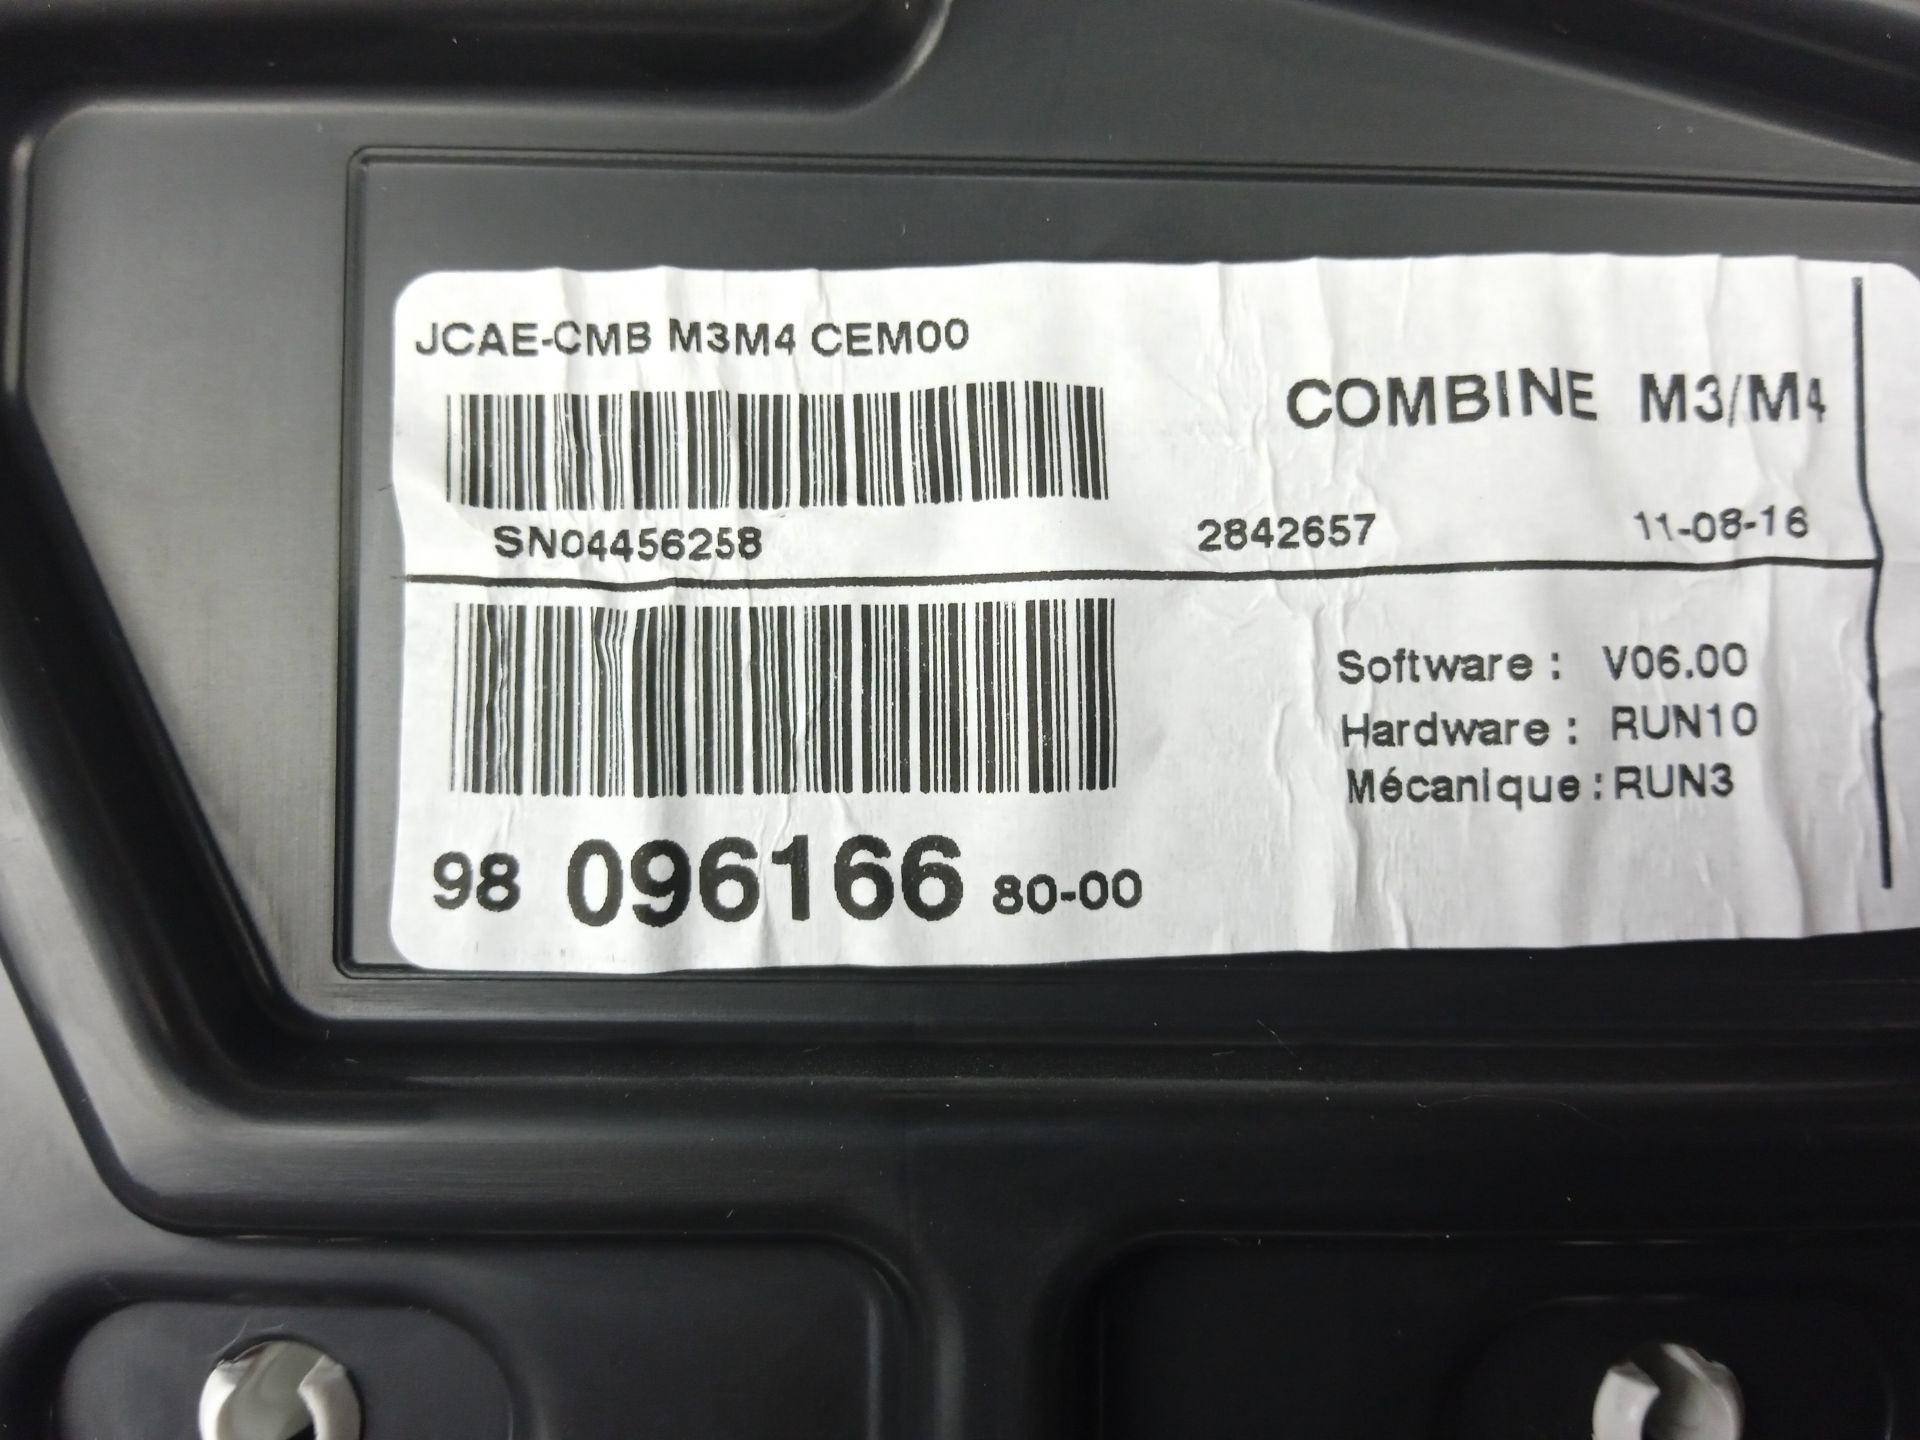 JCAE-CMB M3M4 CEM00
COMBINE M3/M4
SN04456258
2842657
11-08-16
Software : V06.00
Hardware : RUN10
Mécanique : RUN3
98 096166 80-00